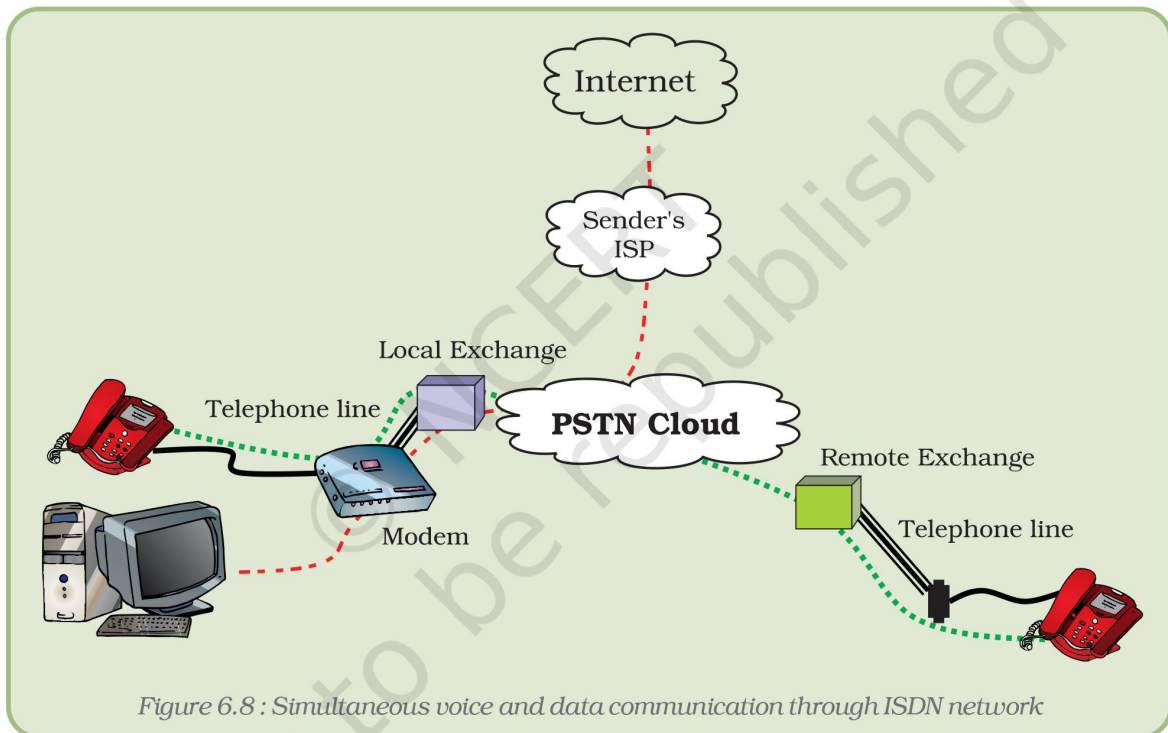 Internet
Sender's
ISP
Local Exchange
Telephone line
PSTN Cloud
Remote Exchange
Telephone line
Modem
Figure 6.8 : Simultaneous voice and data communication through ISDN network
© NCERT
to be republished